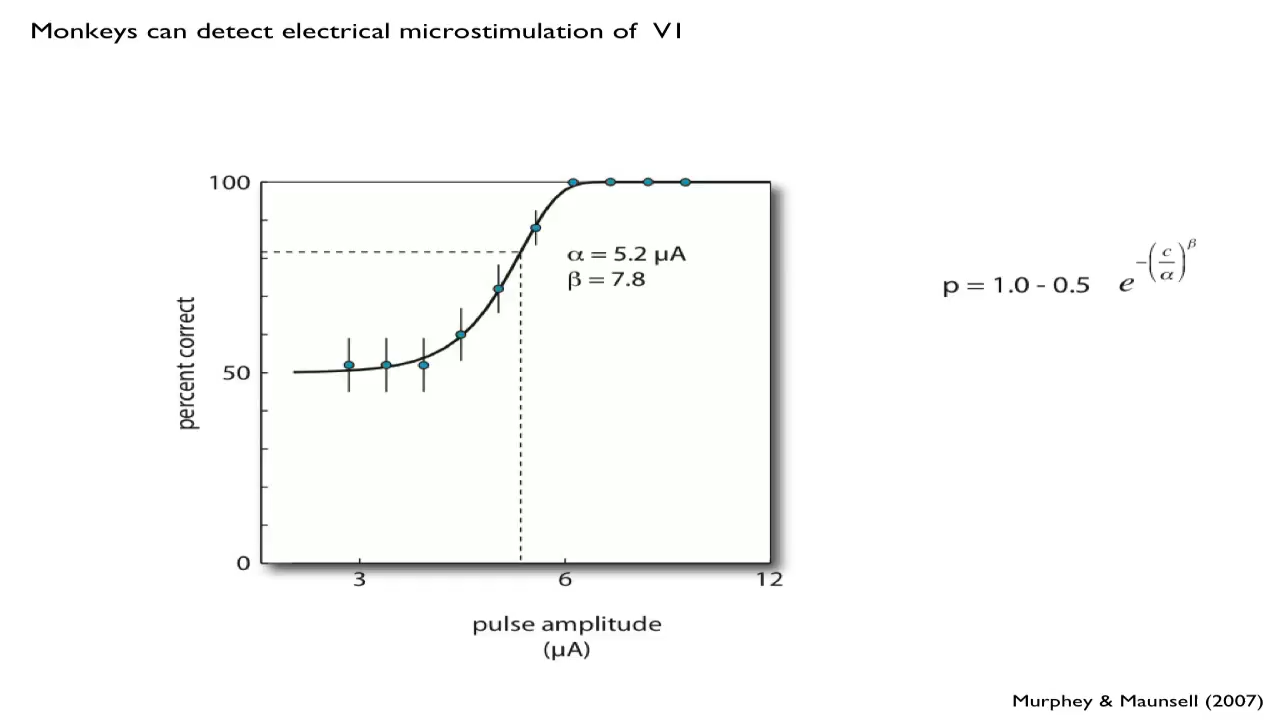 Monkeys can detect electrical microstimulation of V1
100
50
0
percent correct
α = 5.2 µA
β = 7.8
3 6 12
pulse amplitude
(µA)
p = 1.0 - 0.5 e^{-(c/α)^β}
Murphey & Maunsell (2007)